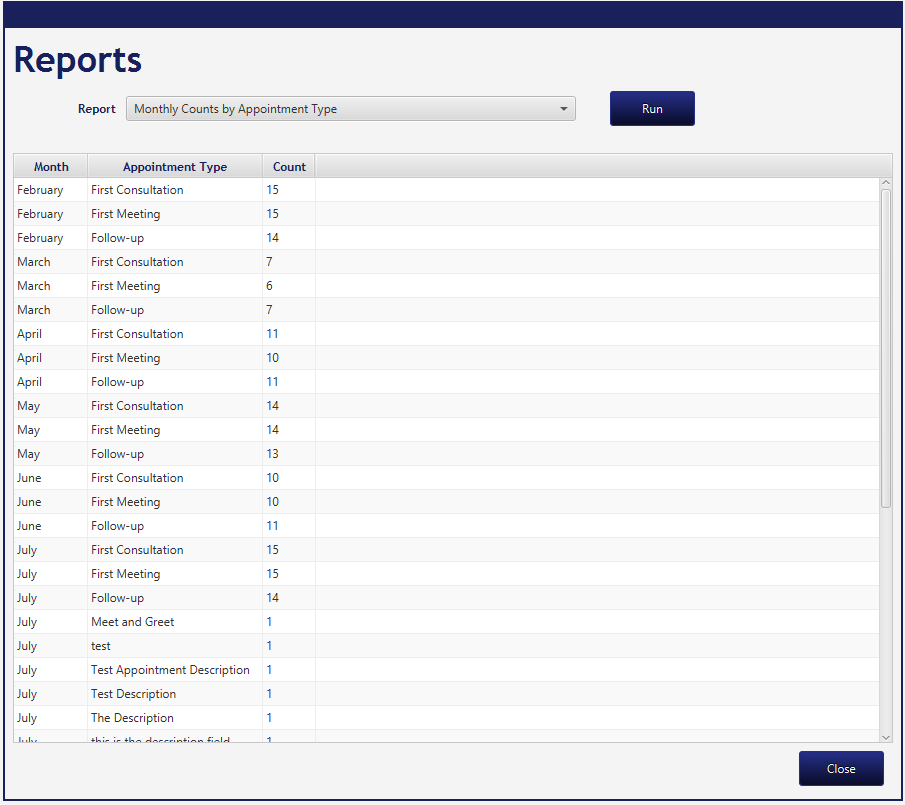 Reports
Report Monthly Counts by Appointment Type Run
Month Appointment Type Count
February First Consultation 15
February First Meeting 15
February Follow-up 14
March First Consultation 7
March First Meeting 6
March Follow-up 7
April First Consultation 11
April First Meeting 10
April Follow-up 11
May First Consultation 14
May First Meeting 14
May Follow-up 13
June First Consultation 10
June First Meeting 10
June Follow-up 11
July First Consultation 15
July First Meeting 15
July Follow-up 14
July Meet and Greet 1
July test 1
July Test Appointment Description 1
July Test Description 1
July The Description 1
July this is the description field 1
Close